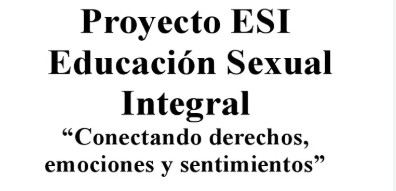 Proyecto ESI
Educación Sexual
Integral
“Conectando derechos,
emociones y sentimientos”